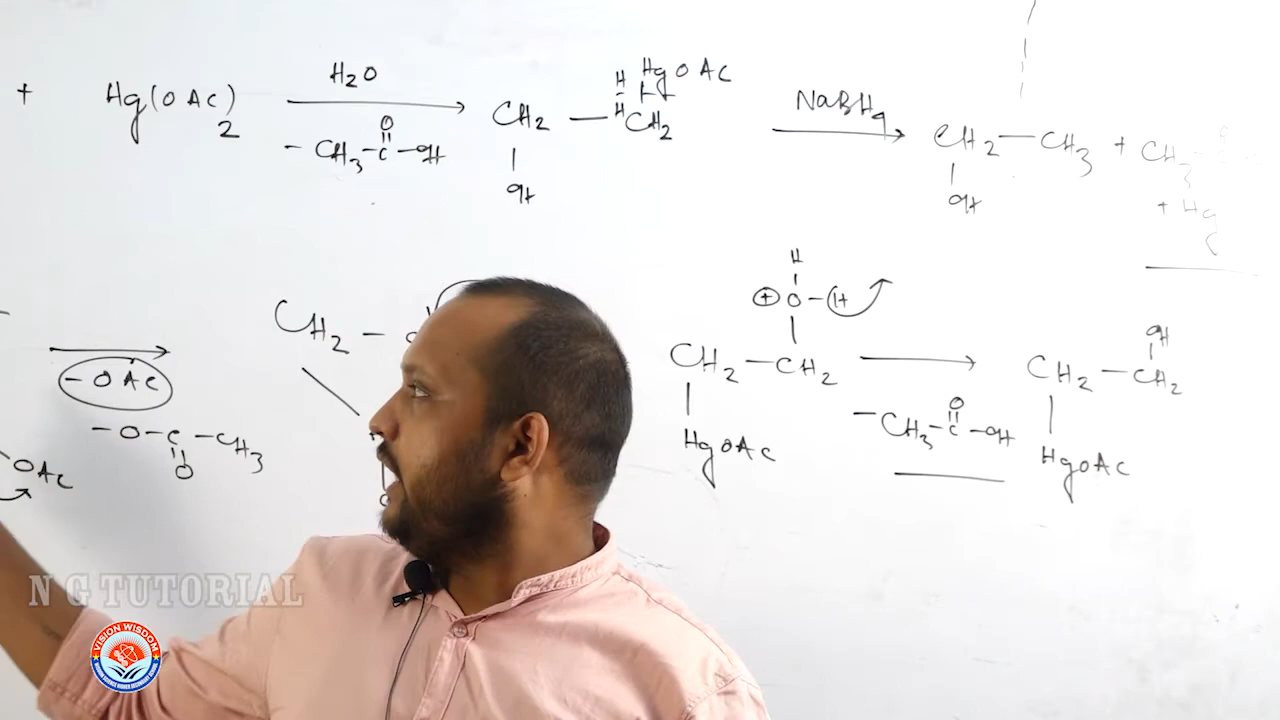 + Hg(OAc)2 H2O CH2 — CH2 HgOAc NaBH4 CH2 — CH3 + CH3
H
H
- CH3-C-OH
O
OH OH
+ Hg
H
⊕ O - H
CH2 - CH2 — CH2 CH2 - CH2
OH
- OAC - CH3-C-OH
O
HgOAc HgOAc
- O - C - CH3
O
OAc
N G TUTORIAL
VISION WISDOM